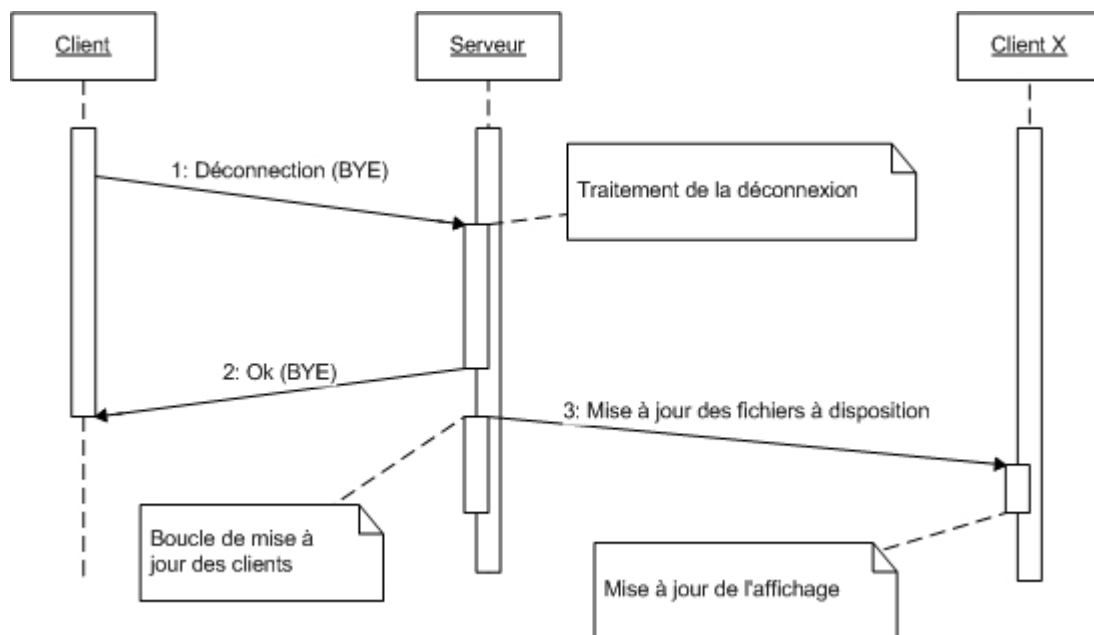 Client
Serveur
Client X
1: Déconnection (BYE)
Traitement de la déconnexion
2: Ok (BYE)
3: Mise à jour des fichiers à disposition
Boucle de mise à
jour des clients
Mise à jour de l'affichage